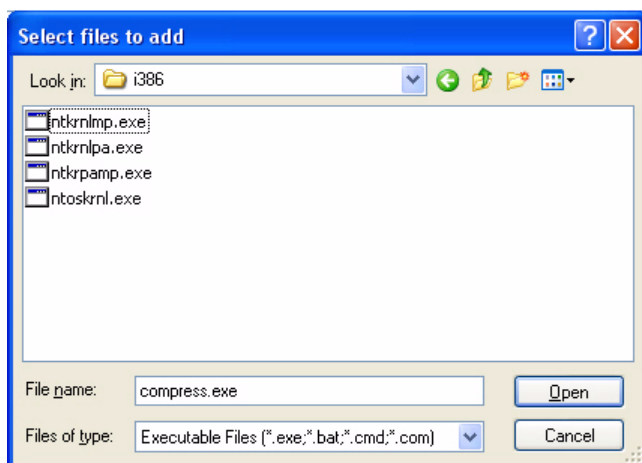 Select files to add
Look in: i386
ntkrnlmp.exe
ntkrnlpa.exe
ntkrpamp.exe
ntoskrnl.exe
File name: compress.exe Open
Files of type: Executable Files (*.exe;*.bat;*.cmd;*.com) Cancel